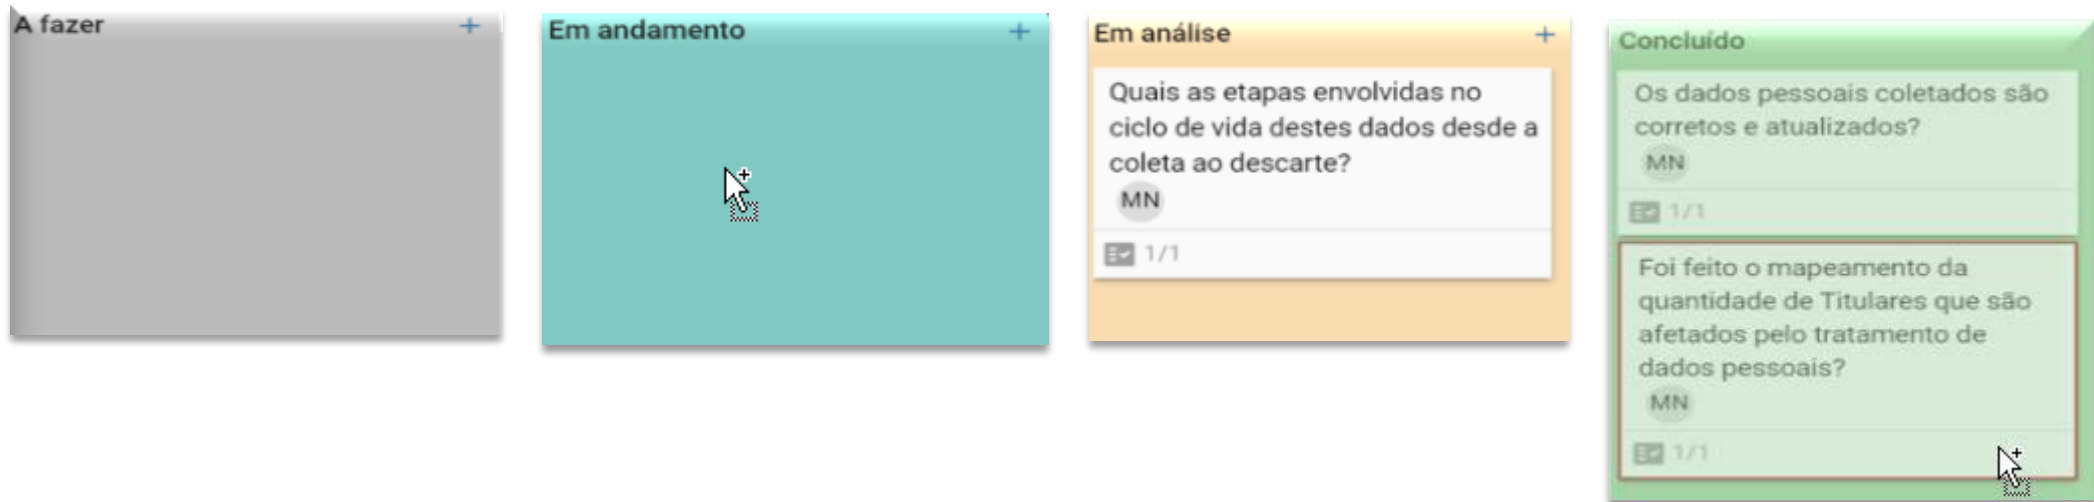 A fazer +
Em andamento +
Em análise +
Quais as etapas envolvidas no
ciclo de vida destes dados desde a
coleta ao descarte?
MN
1/1
Concluído
Os dados pessoais coletados são
corretos e atualizados?
MN
1/1
Foi feito o mapeamento da
quantidade de Titulares que são
afetados pelo tratamento de
dados pessoais?
MN
1/1